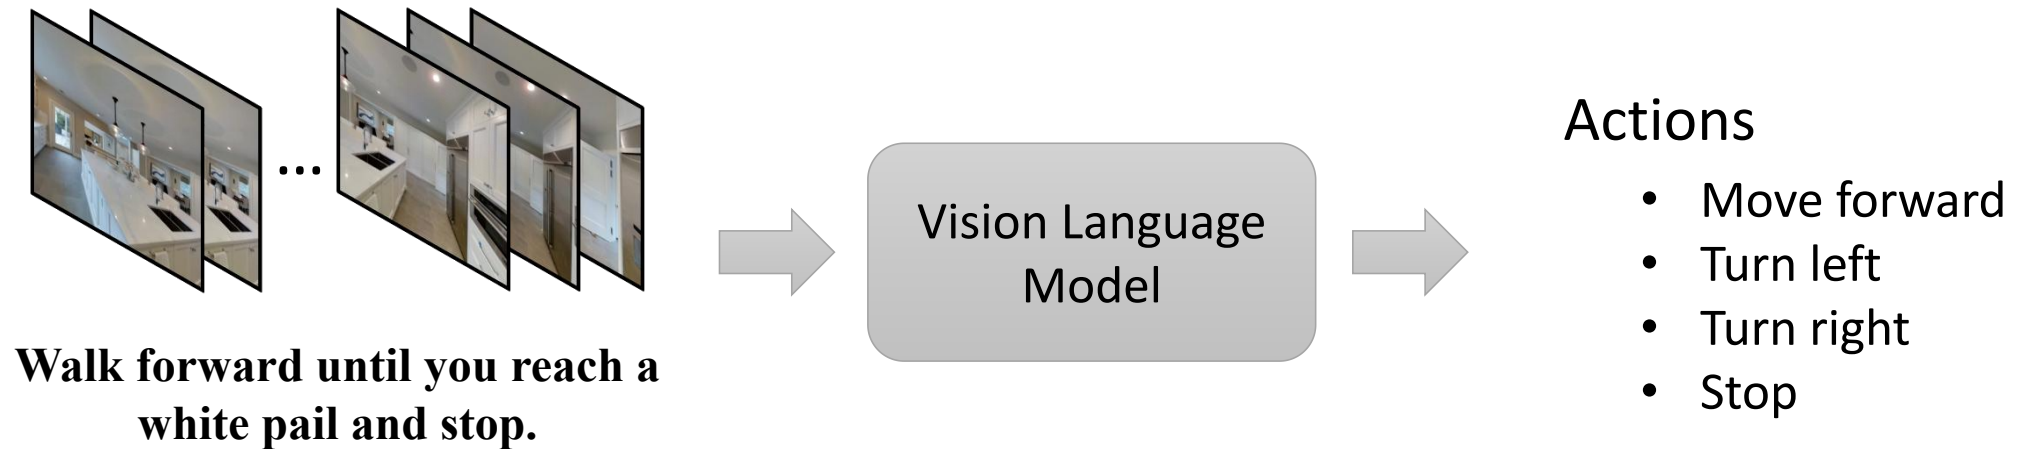 ...
Walk forward until you reach a
white pail and stop.
Vision Language
Model
Actions
• Move forward
• Turn left
• Turn right
• Stop